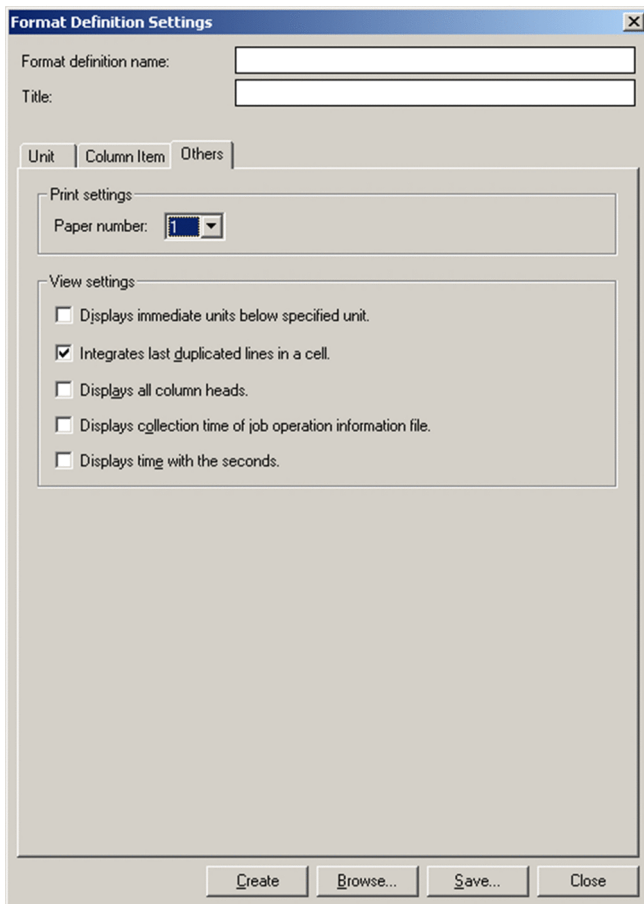 Format Definition Settings
Format definition name:
Title:
Unit Column Item Others
Print settings
Paper number: 1
View settings
Displays immediate units below specified unit.
Integrates last duplicated lines in a cell.
Displays all column heads.
Displays collection time of job operation information file.
Displays time with the seconds.
Create Browse... Save... Close